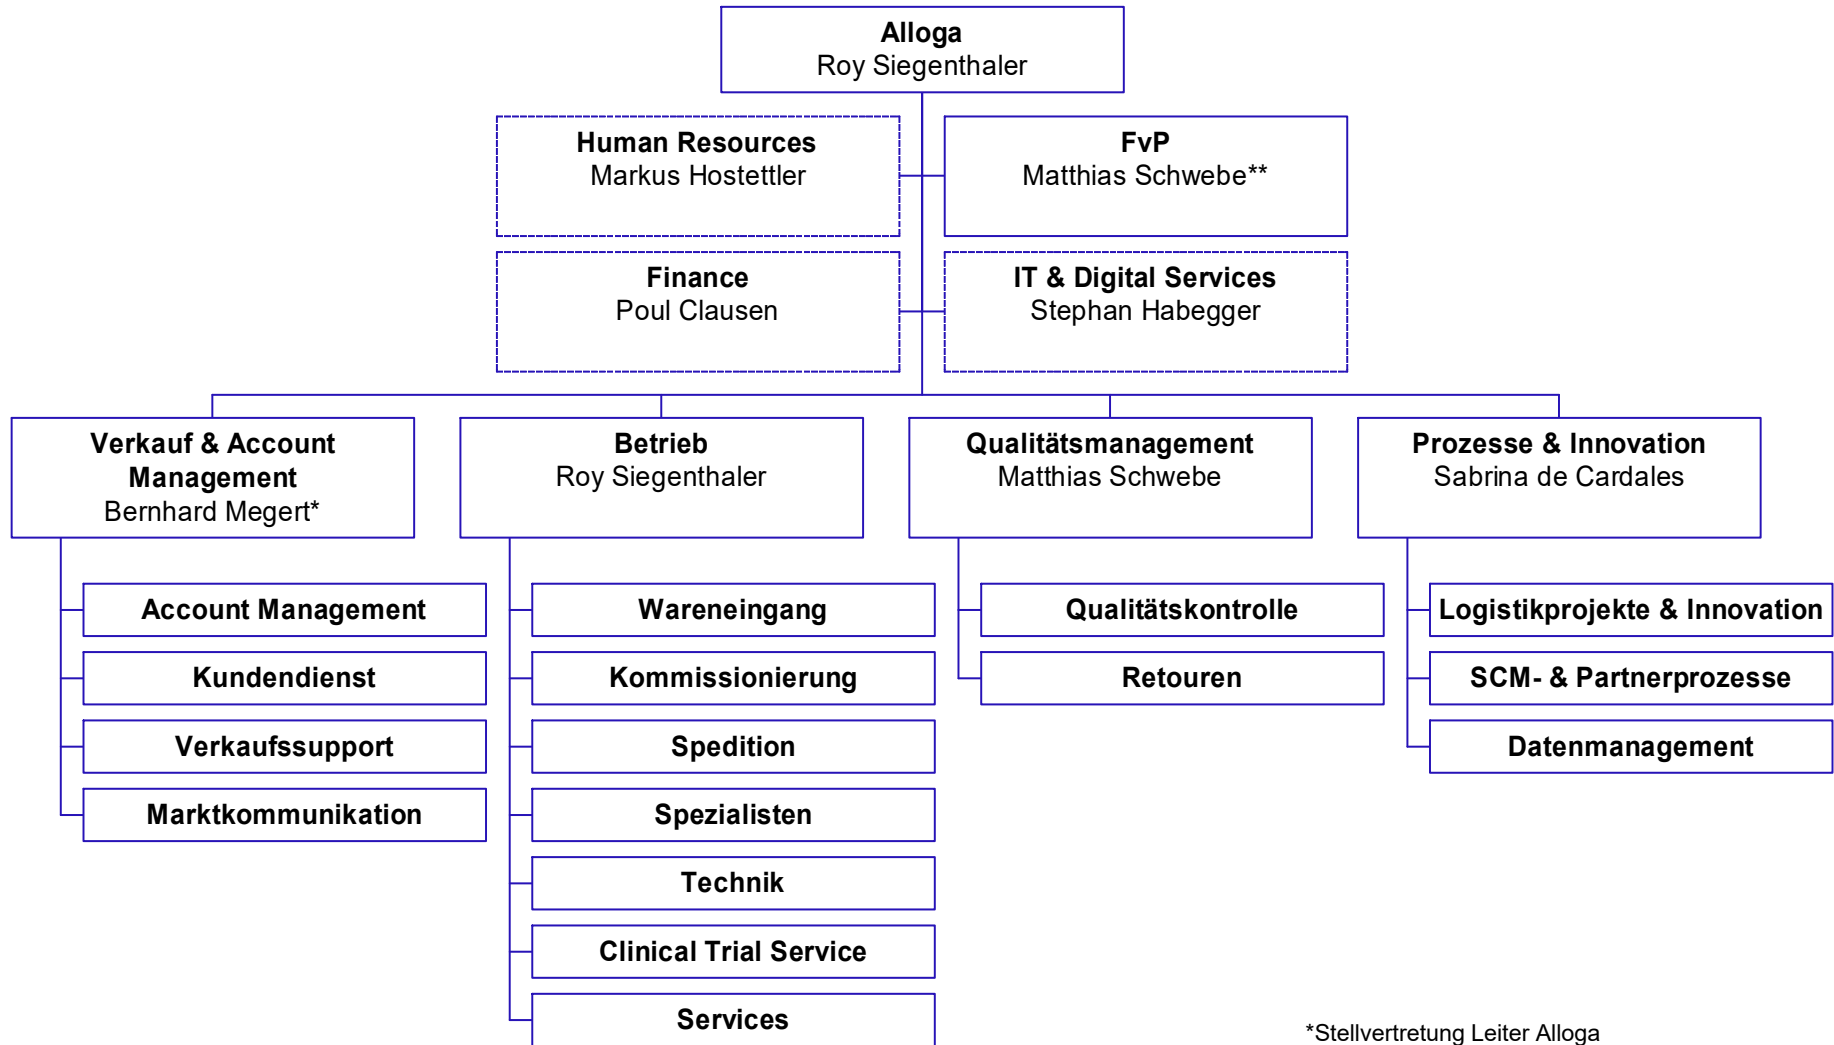 Alloga
Roy Siegenthaler
Human Resources
Markus Hostettler
FvP
Matthias Schwebe**
Finance
Poul Clausen
IT & Digital Services
Stephan Habegger
Verkauf & Account
Management
Bernhard Megert*
Betrieb
Roy Siegenthaler
Qualitätsmanagement
Matthias Schwebe
Prozesse & Innovation
Sabrina de Cardales
Account Management
Kundendienst
Verkaufssupport
Marktkommunikation
Wareneingang
Kommissionierung
Spedition
Spezialisten
Technik
Clinical Trial Service
Services
Qualitätskontrolle
Retouren
Logistikprojekte & Innovation
SCM- & Partnerprozesse
Datenmanagement
*Stellvertretung Leiter Alloga